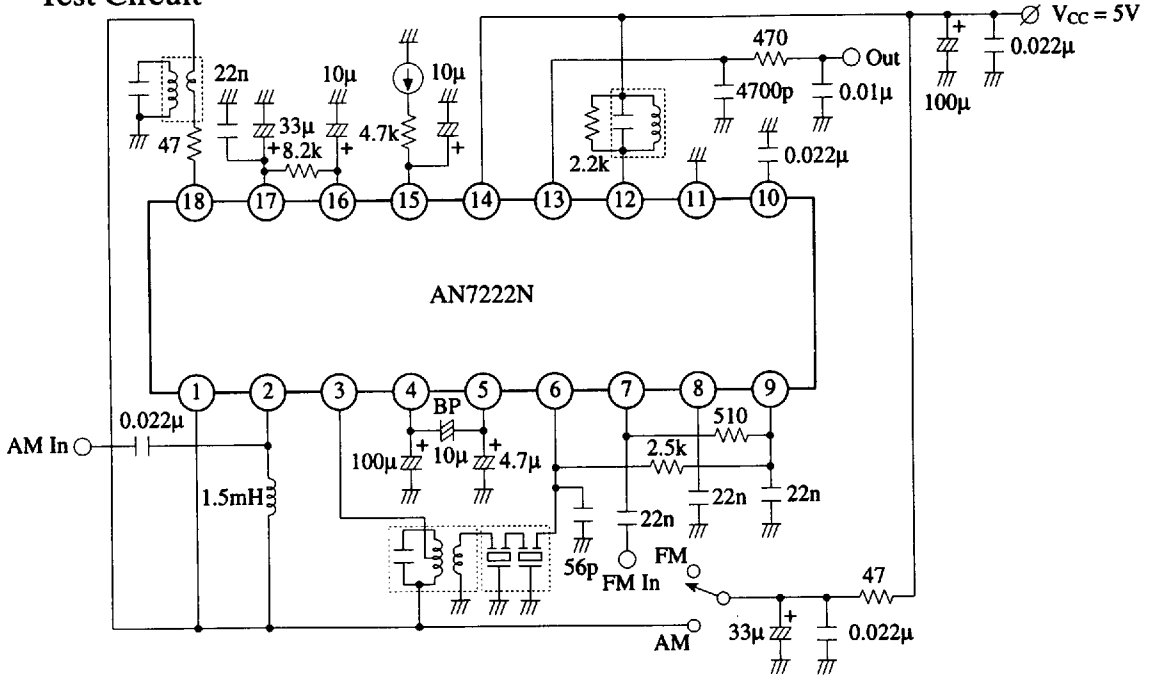 Test Circuit
VCC = 5V
470
Out
0.022μ
22n
10μ
10μ
4700p
0.01μ
100μ
47
33μ
8.2k
4.7k
2.2k
0.022μ
18 17 16 15 14 13 12 11 10
AN7222N
1 2 3 4 5 6 7 8 9
0.022μ
BP
510
AM In
2.5k
100μ
10μ
4.7μ
1.5mH
22n
22n
22n
56p
FM In
FM
47
AM
33μ
0.022μ